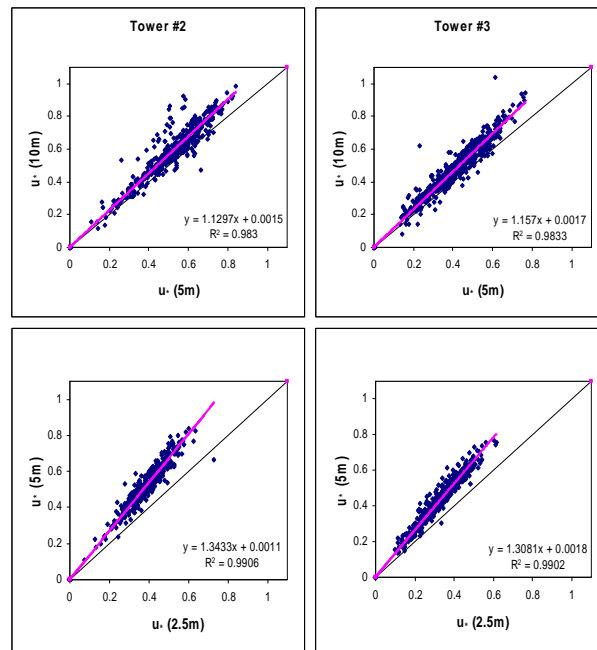 Tower #2
u* (10m)
1
0.8
0.6
0.4
0.2
0
0 0.2 0.4 0.6 0.8 1
y = 1.1297x + 0.0015
R² = 0.983
u* (5m)
Tower #3
u* (10m)
1
0.8
0.6
0.4
0.2
0
0 0.2 0.4 0.6 0.8 1
y = 1.157x + 0.0017
R² = 0.9833
u* (5m)
u* (5m)
1
0.8
0.6
0.4
0.2
0
0 0.2 0.4 0.6 0.8 1
y = 1.3433x + 0.0011
R² = 0.9906
u* (2.5m)
u* (5m)
1
0.8
0.6
0.4
0.2
0
0 0.2 0.4 0.6 0.8 1
y = 1.3081x + 0.0018
R² = 0.9902
u* (2.5m)